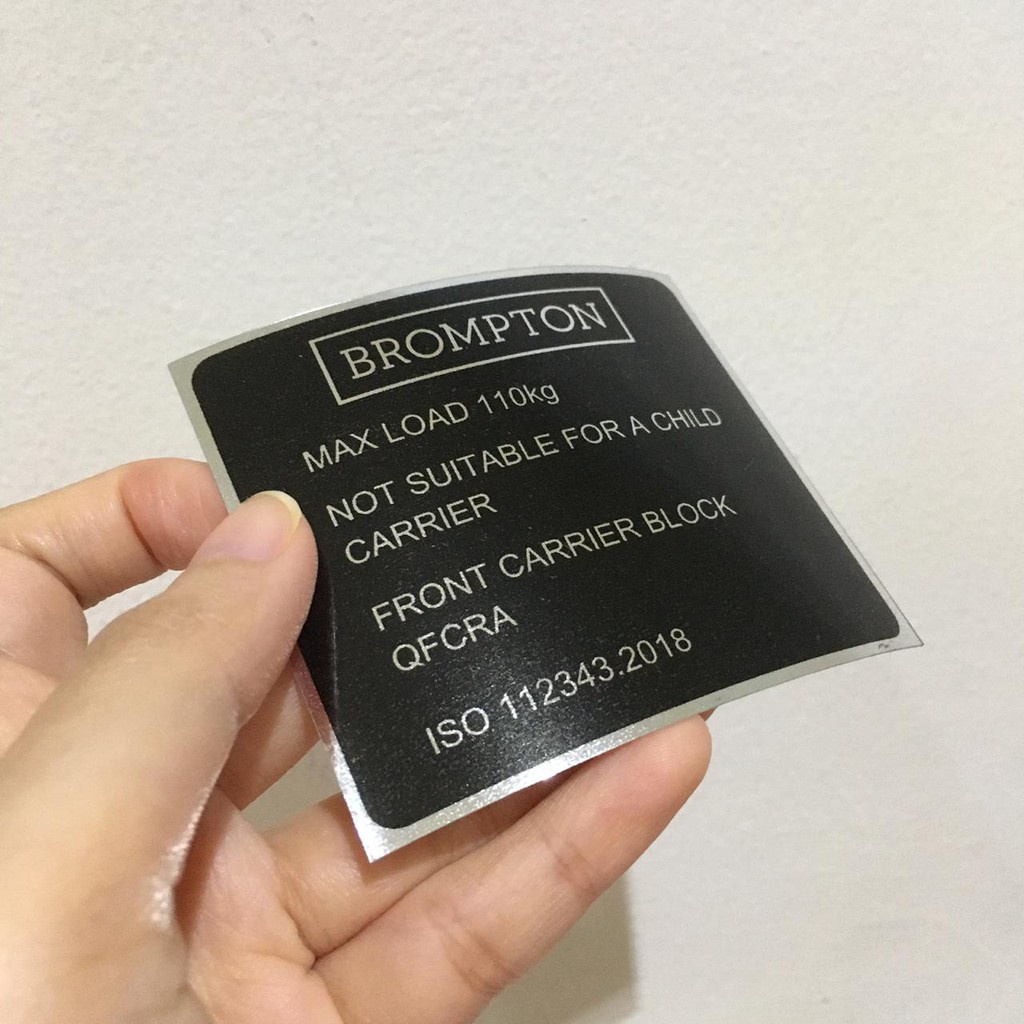 BROMPTON
MAX LOAD 110kg
NOT SUITABLE FOR A CHILD
CARRIER
FRONT CARRIER BLOCK
QFCRA
ISO 112343.2018